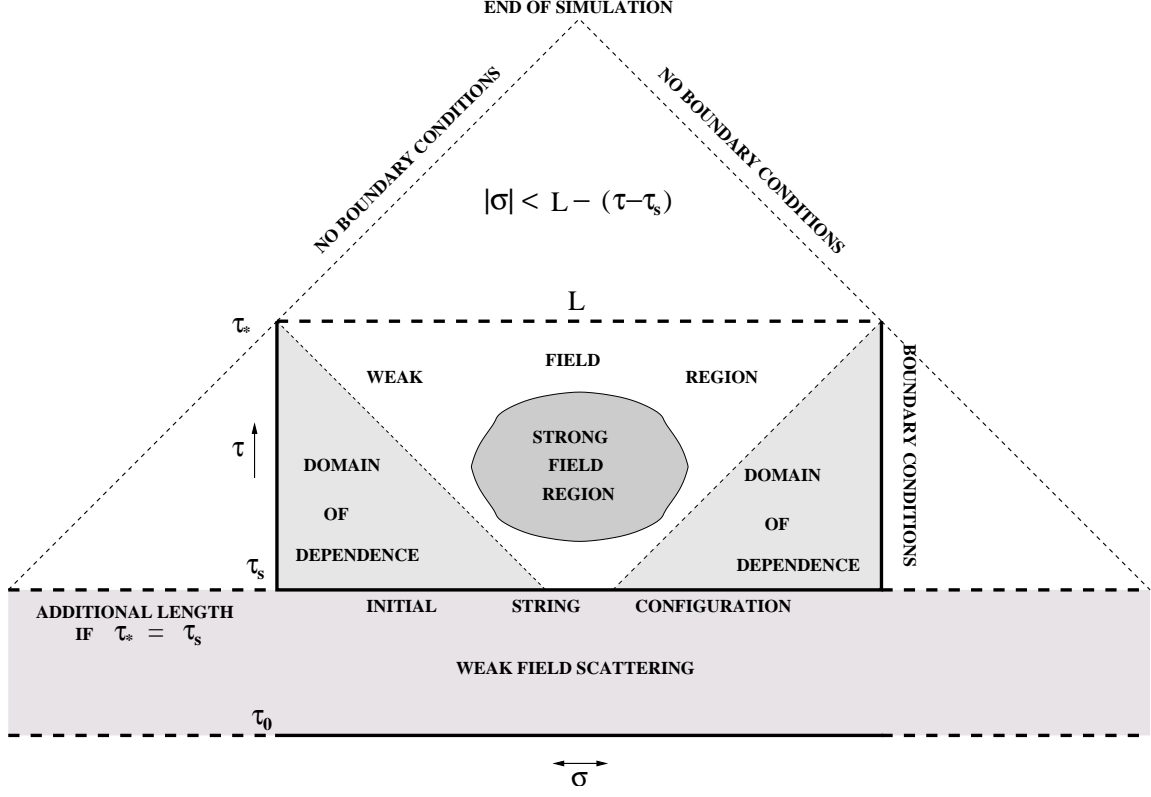 END OF SIMULATION
NO BOUNDARY CONDITIONS
NO BOUNDARY CONDITIONS
|σ| < L − (τ−τₛ)
L
τ*
WEAK
FIELD
REGION
BOUNDARY CONDITIONS
STRONG
FIELD
REGION
τ
DOMAIN
OF
DEPENDENCE
DOMAIN
OF
DEPENDENCE
τₛ
INITIAL STRING CONFIGURATION
ADDITIONAL LENGTH
IF τ* = τₛ
WEAK FIELD SCATTERING
τ₀
σ